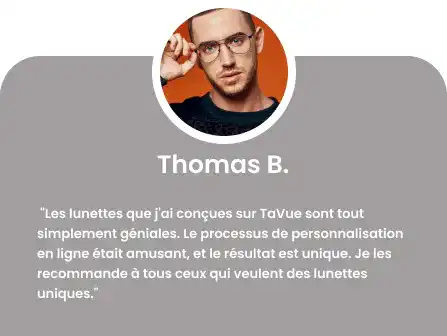 Thomas B.
"Les lunettes que j'ai conçues sur TaVue sont tout
simplement géniales. Le processus de personnalisation
en ligne était amusant, et le résultat est unique. Je les
recommande à tous ceux qui veulent des lunettes
uniques."